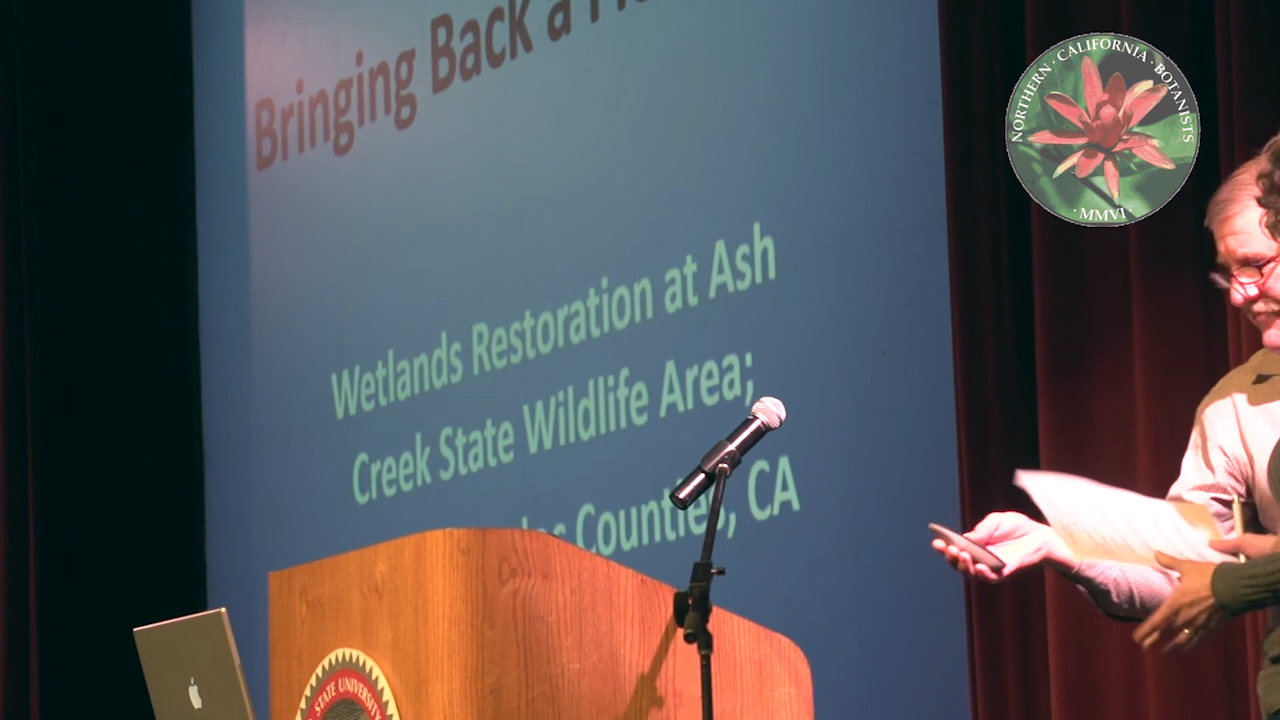 Bringing Back a
Wetlands Restoration at Ash
Creek State Wildlife Area;
Counties, CA
NORTHERN · CALIFORNIA · BOTANISTS
· MMVI ·
STATE UNIVERSITY